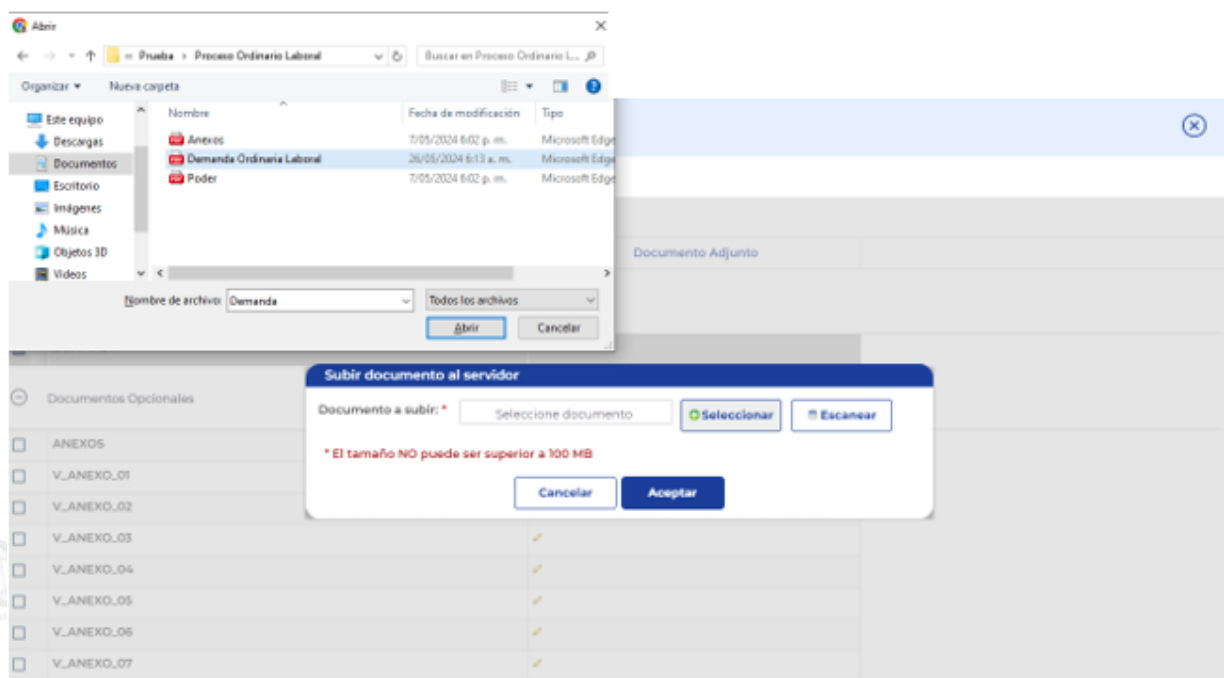 Abrir
« Prueba > Proceso Ordinario Laboral
Buscar en Proceso Ordinario L...
Organizar
Nueva carpeta
Este equipo
Descargas
Documentos
Escritorio
Imágenes
Música
Objetos 3D
Videos
Nombre Fecha de modificación Tipo
Anexos 7/05/2024 6:02 p. m. Microsoft Edge
Demanda Ordinaria Laboral 26/05/2024 6:13 a. m. Microsoft Edge
Poder 7/05/2024 6:02 p. m. Microsoft Edge
Nombre de archivo: Demanda
Todos los archivos
Abrir Cancelar
Documento Adjunto
Subir documento al servidor
Documento a subir: * Seleccione documento Seleccionar Escanear
* El tamaño NO puede ser superior a 100 MB
Cancelar Aceptar
Documentos Opcionales
ANEXOS
V_ANEXO_01
V_ANEXO_02
V_ANEXO_03
V_ANEXO_04
V_ANEXO_05
V_ANEXO_06
V_ANEXO_07